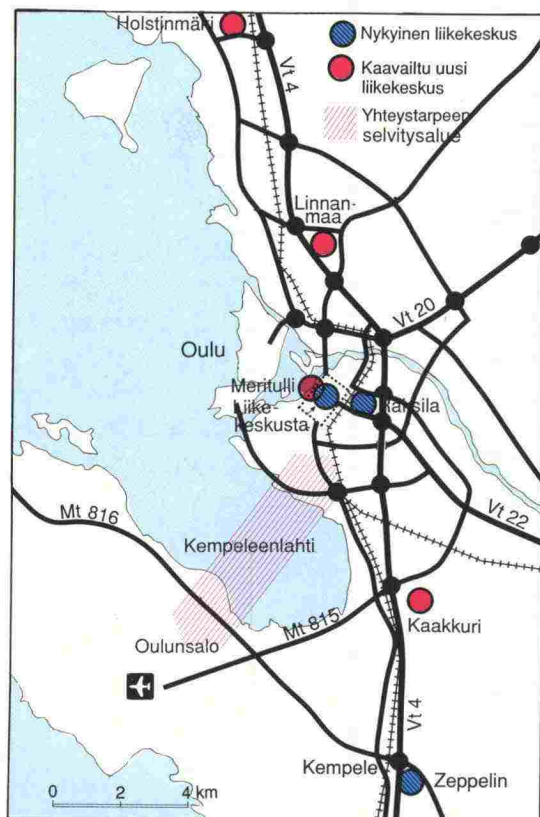 Holstinmäki
Vt 4
Nykyinen liikekeskus
Kaavailtu uusi
liikekeskus
Yhteystarpeen
selvitysalue
Linnan-
maa
Vt 20
Oulu
Meritulli
Liike-
keskusta
Raksila
Mt 816
Vt 22
Kempeleenlahti
Mt 815
Oulunsalo
Kaakkuri
Vt 4
Kempele
Zeppelin
0 2 4 km